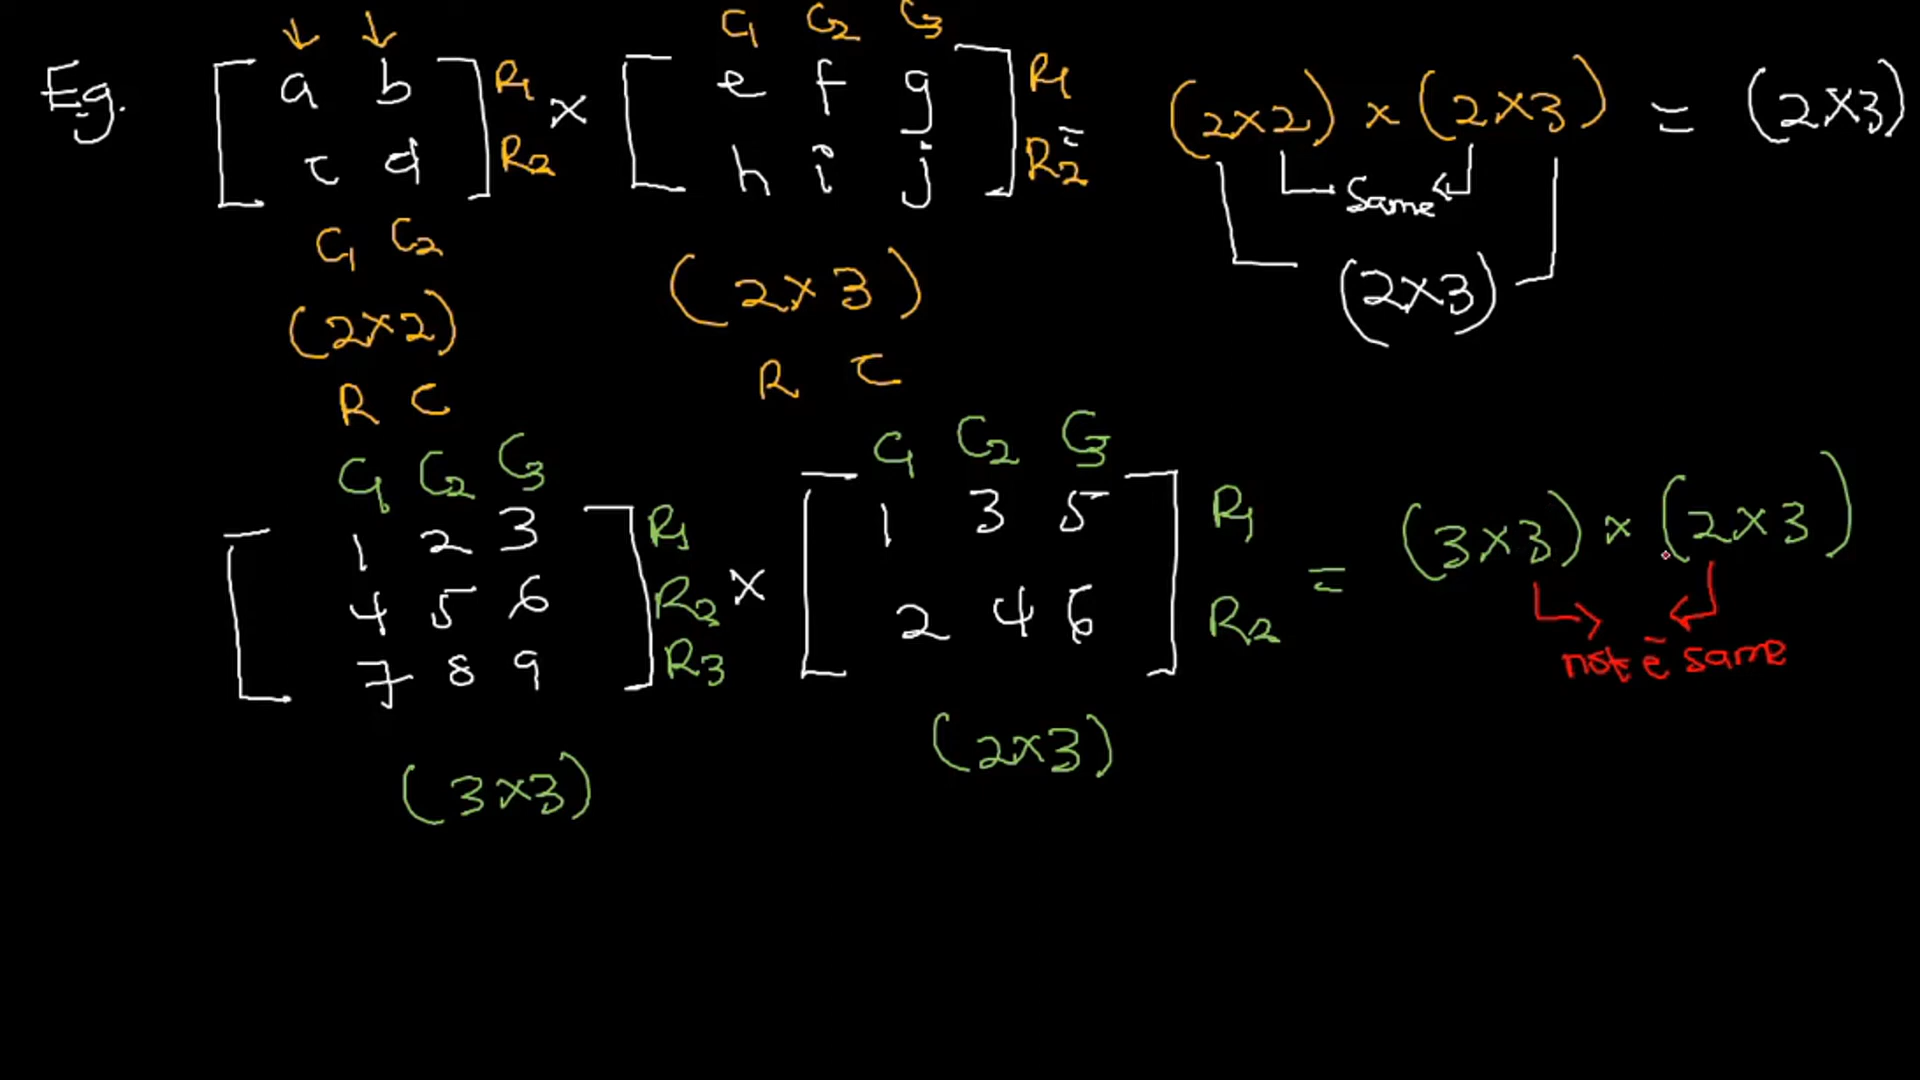 ↓ ↓ C₁ C₂ C₃
Eg. [ a b ] R₁ × [ e f g ] R₁ (2×2) × (2×3) = (2×3)
[ c d ] R₂ [ h i j ] R₂ = Same
C₁ C₂
(2×2) (2×3) (2×3)
R C R C
C₁ C₂ C₃ C₁ C₂ C₃
[ 1 2 3 ] R₁ [ 1 3 5 ] R₁
[ 4 5 6 ] R₂ × [ 2 4 6 ] R₂ = (3×3) × (2×3)
[ 7 8 9 ] R₃ not ē same
(3×3) (2×3)